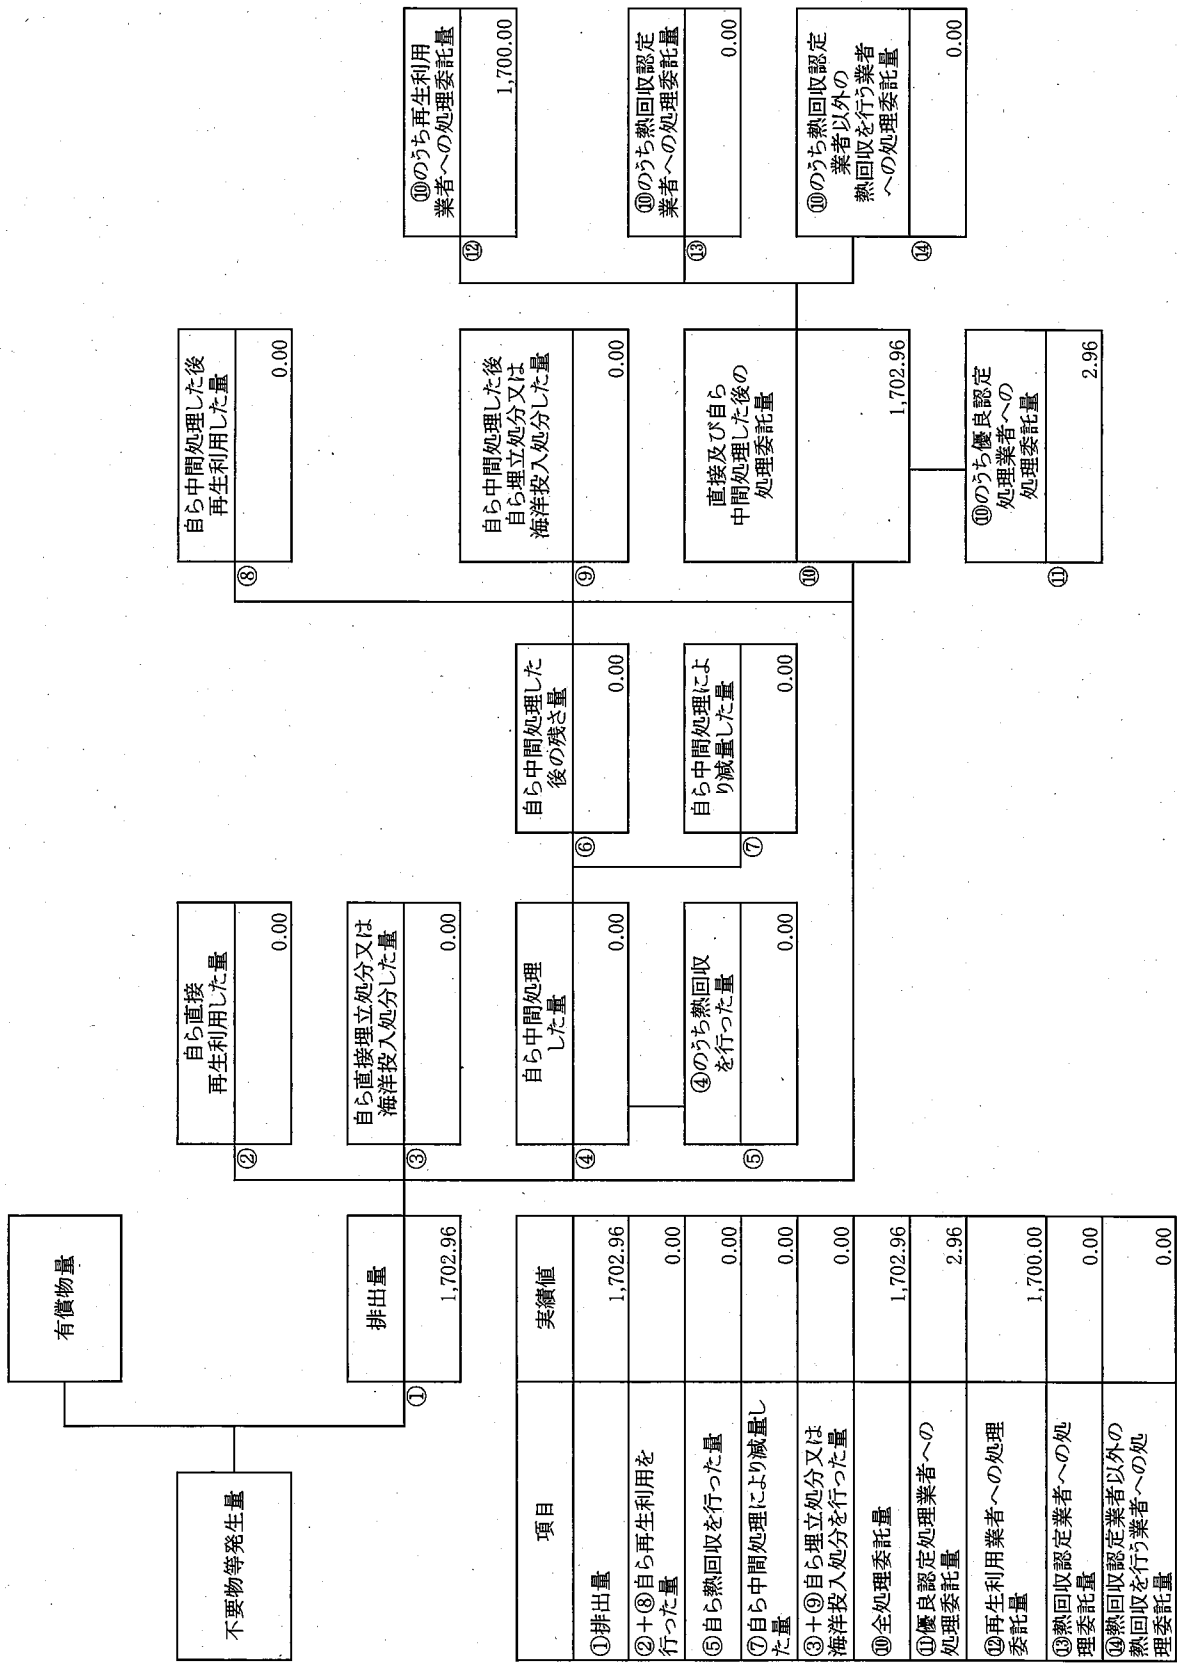 不要物等発生量
有償物量
排出量
①
1,702.96
自ら直接
再生利用した量
②
0.00
自ら直接埋立処分又は
海洋投入処分した量
③
0.00
自ら中間処理
した量
④
0.00
④のうち熱回収
を行った量
⑤
0.00
自ら中間処理した
後の残さ量
⑥
0.00
自ら中間処理によ
り減量した量
⑦
0.00
自ら中間処理した後
再生利用した量
⑧
0.00
自ら中間処理した後
自ら埋立処分又は
海洋投入処分した量
⑨
0.00
直接及び自ら
中間処理した後の
処理委託量
⑩
1,702.96
⑩のうち優良認定
処理業者への
処理委託量
⑪
2.96
⑩のうち再生利用
業者への処理委託量
⑫
1,700.00
⑩のうち熱回収認定
業者への処理委託量
⑬
0.00
⑩のうち熱回収認定
業者以外の
熱回収を行う業者
への処理委託量
⑭
0.00
項目 実績値
①排出量 1,702.96
②+⑧自ら再生利用を
行った量 0.00
⑤自ら熱回収を行った量 0.00
⑦自ら中間処理により減量し
た量 0.00
③+⑨自ら埋立処分又は
海洋投入処分を行った量 0.00
⑩全処理委託量 1,702.96
⑪優良認定処理業者への
処理委託量 2.96
⑫再生利用業者への処理
委託量 1,700.00
⑬熱回収認定業者への処
理委託量 0.00
⑭熱回収認定業者以外の
熱回収を行う業者への処
理委託量 0.00